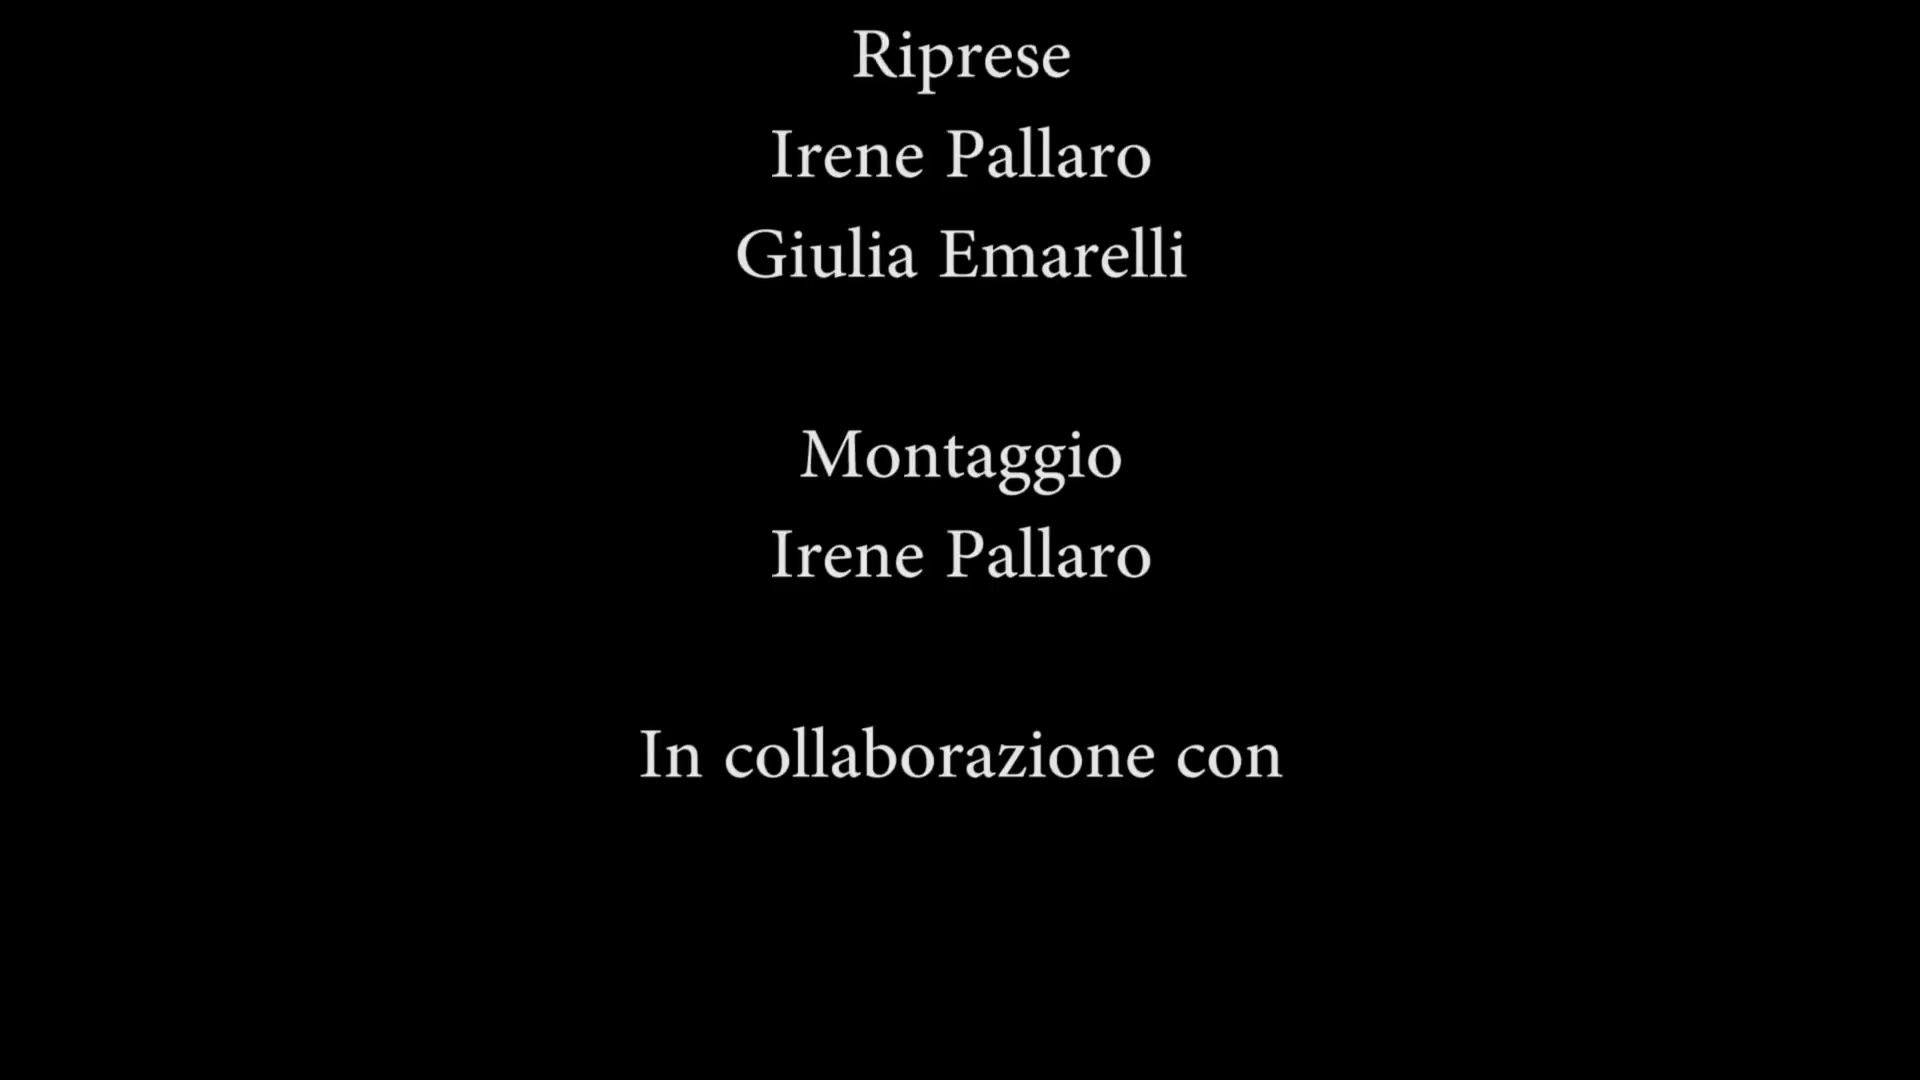 Riprese
Irene Pallaro
Giulia Emarelli
Montaggio
Irene Pallaro
In collaborazione con